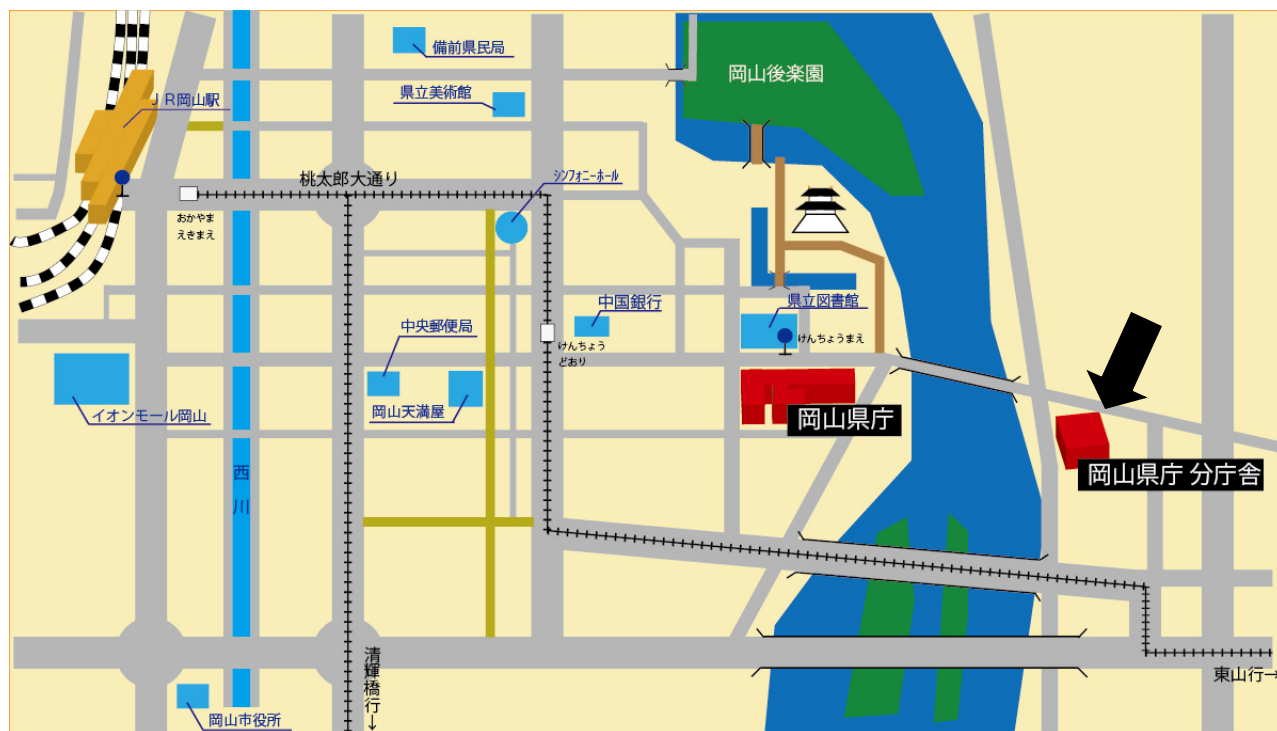 備前県民局
岡山後楽園
県立美術館
ＪＲ岡山駅
桃太郎大通り
シンフォニーホール
おかやま
えきまえ
中国銀行
県立図書館
中央郵便局
けんちょう
どおり
けんちょうまえ
イオンモール岡山
岡山天満屋
岡山県庁
岡山県庁 分庁舎
西川
清輝橋行↓
東山行→
岡山市役所